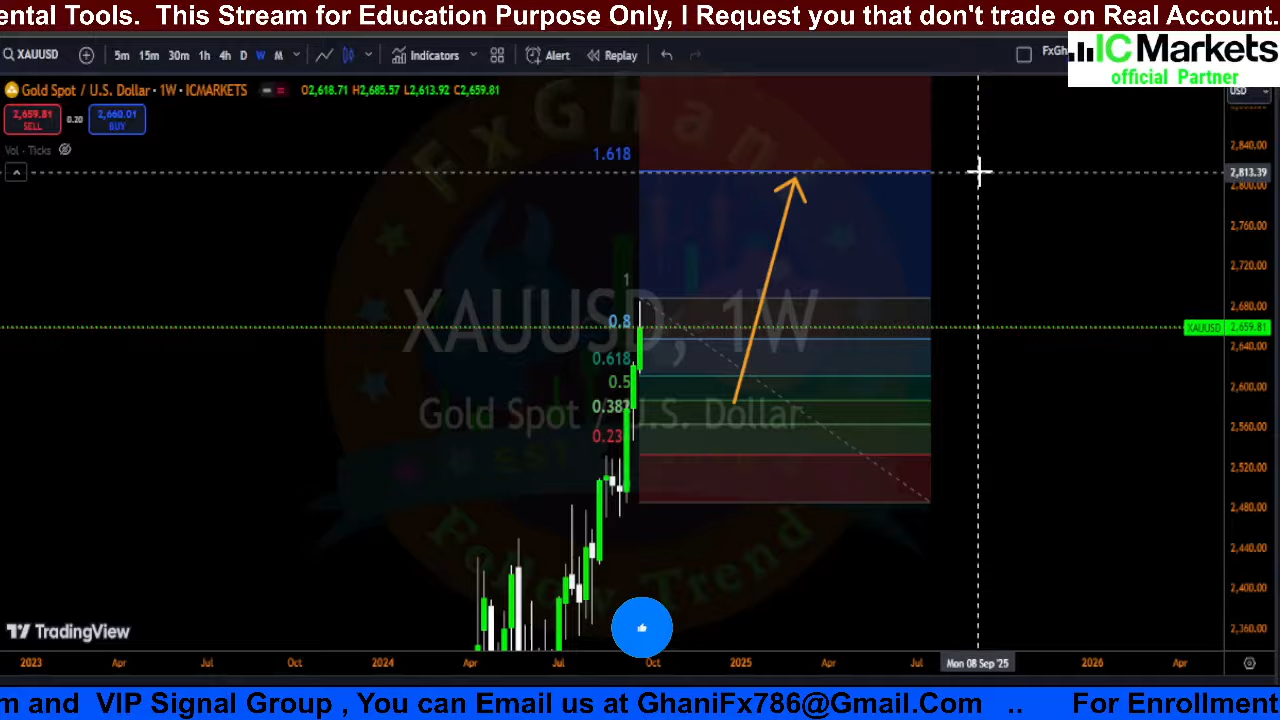 ental Tools. This Stream for Education Purpose Only, I Request you that don't trade on Real Account.
XAUUSD 5m 15m 30m 1h 4h D W M Indicators Alert Replay
ICMarkets
official Partner
Gold Spot / U.S. Dollar · 1W · ICMARKETS O2,618.71 H2,685.57 L2,613.92 C2,659.81
USD
2,659.81 SELL 0.20 2,660.01 BUY
Vol · Ticks
FxGhani
1.618
1
0.8
0.618
0.5
0.382
0.23
XAUUSD, 1W
Gold Spot / U.S. Dollar
Follow Trend
2,840.00
2,813.39
2,800.00
2,760.00
2,720.00
2,680.00
XAUUSD 2,659.81
2,640.00
2,600.00
2,560.00
2,520.00
2,480.00
2,440.00
2,400.00
2,360.00
TradingView
2023 Apr Jul Oct 2024 Apr Jul Oct 2025 Apr Jul Mon 08 Sep '25 2026 Apr
m and VIP Signal Group , You can Email us at GhaniFx786@Gmail.Com .. For Enrollment